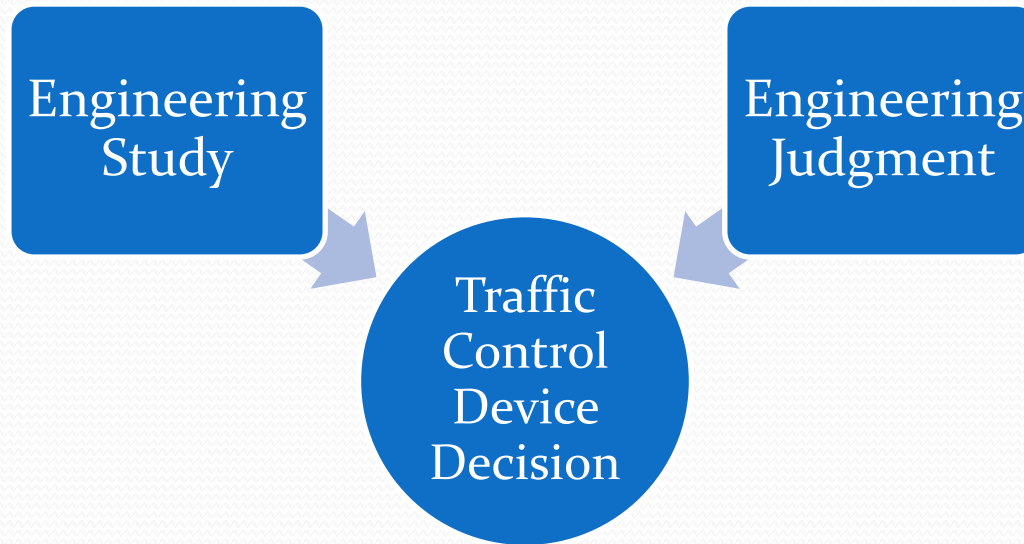 Engineering
Study
Engineering
Judgment
Traffic
Control
Device
Decision